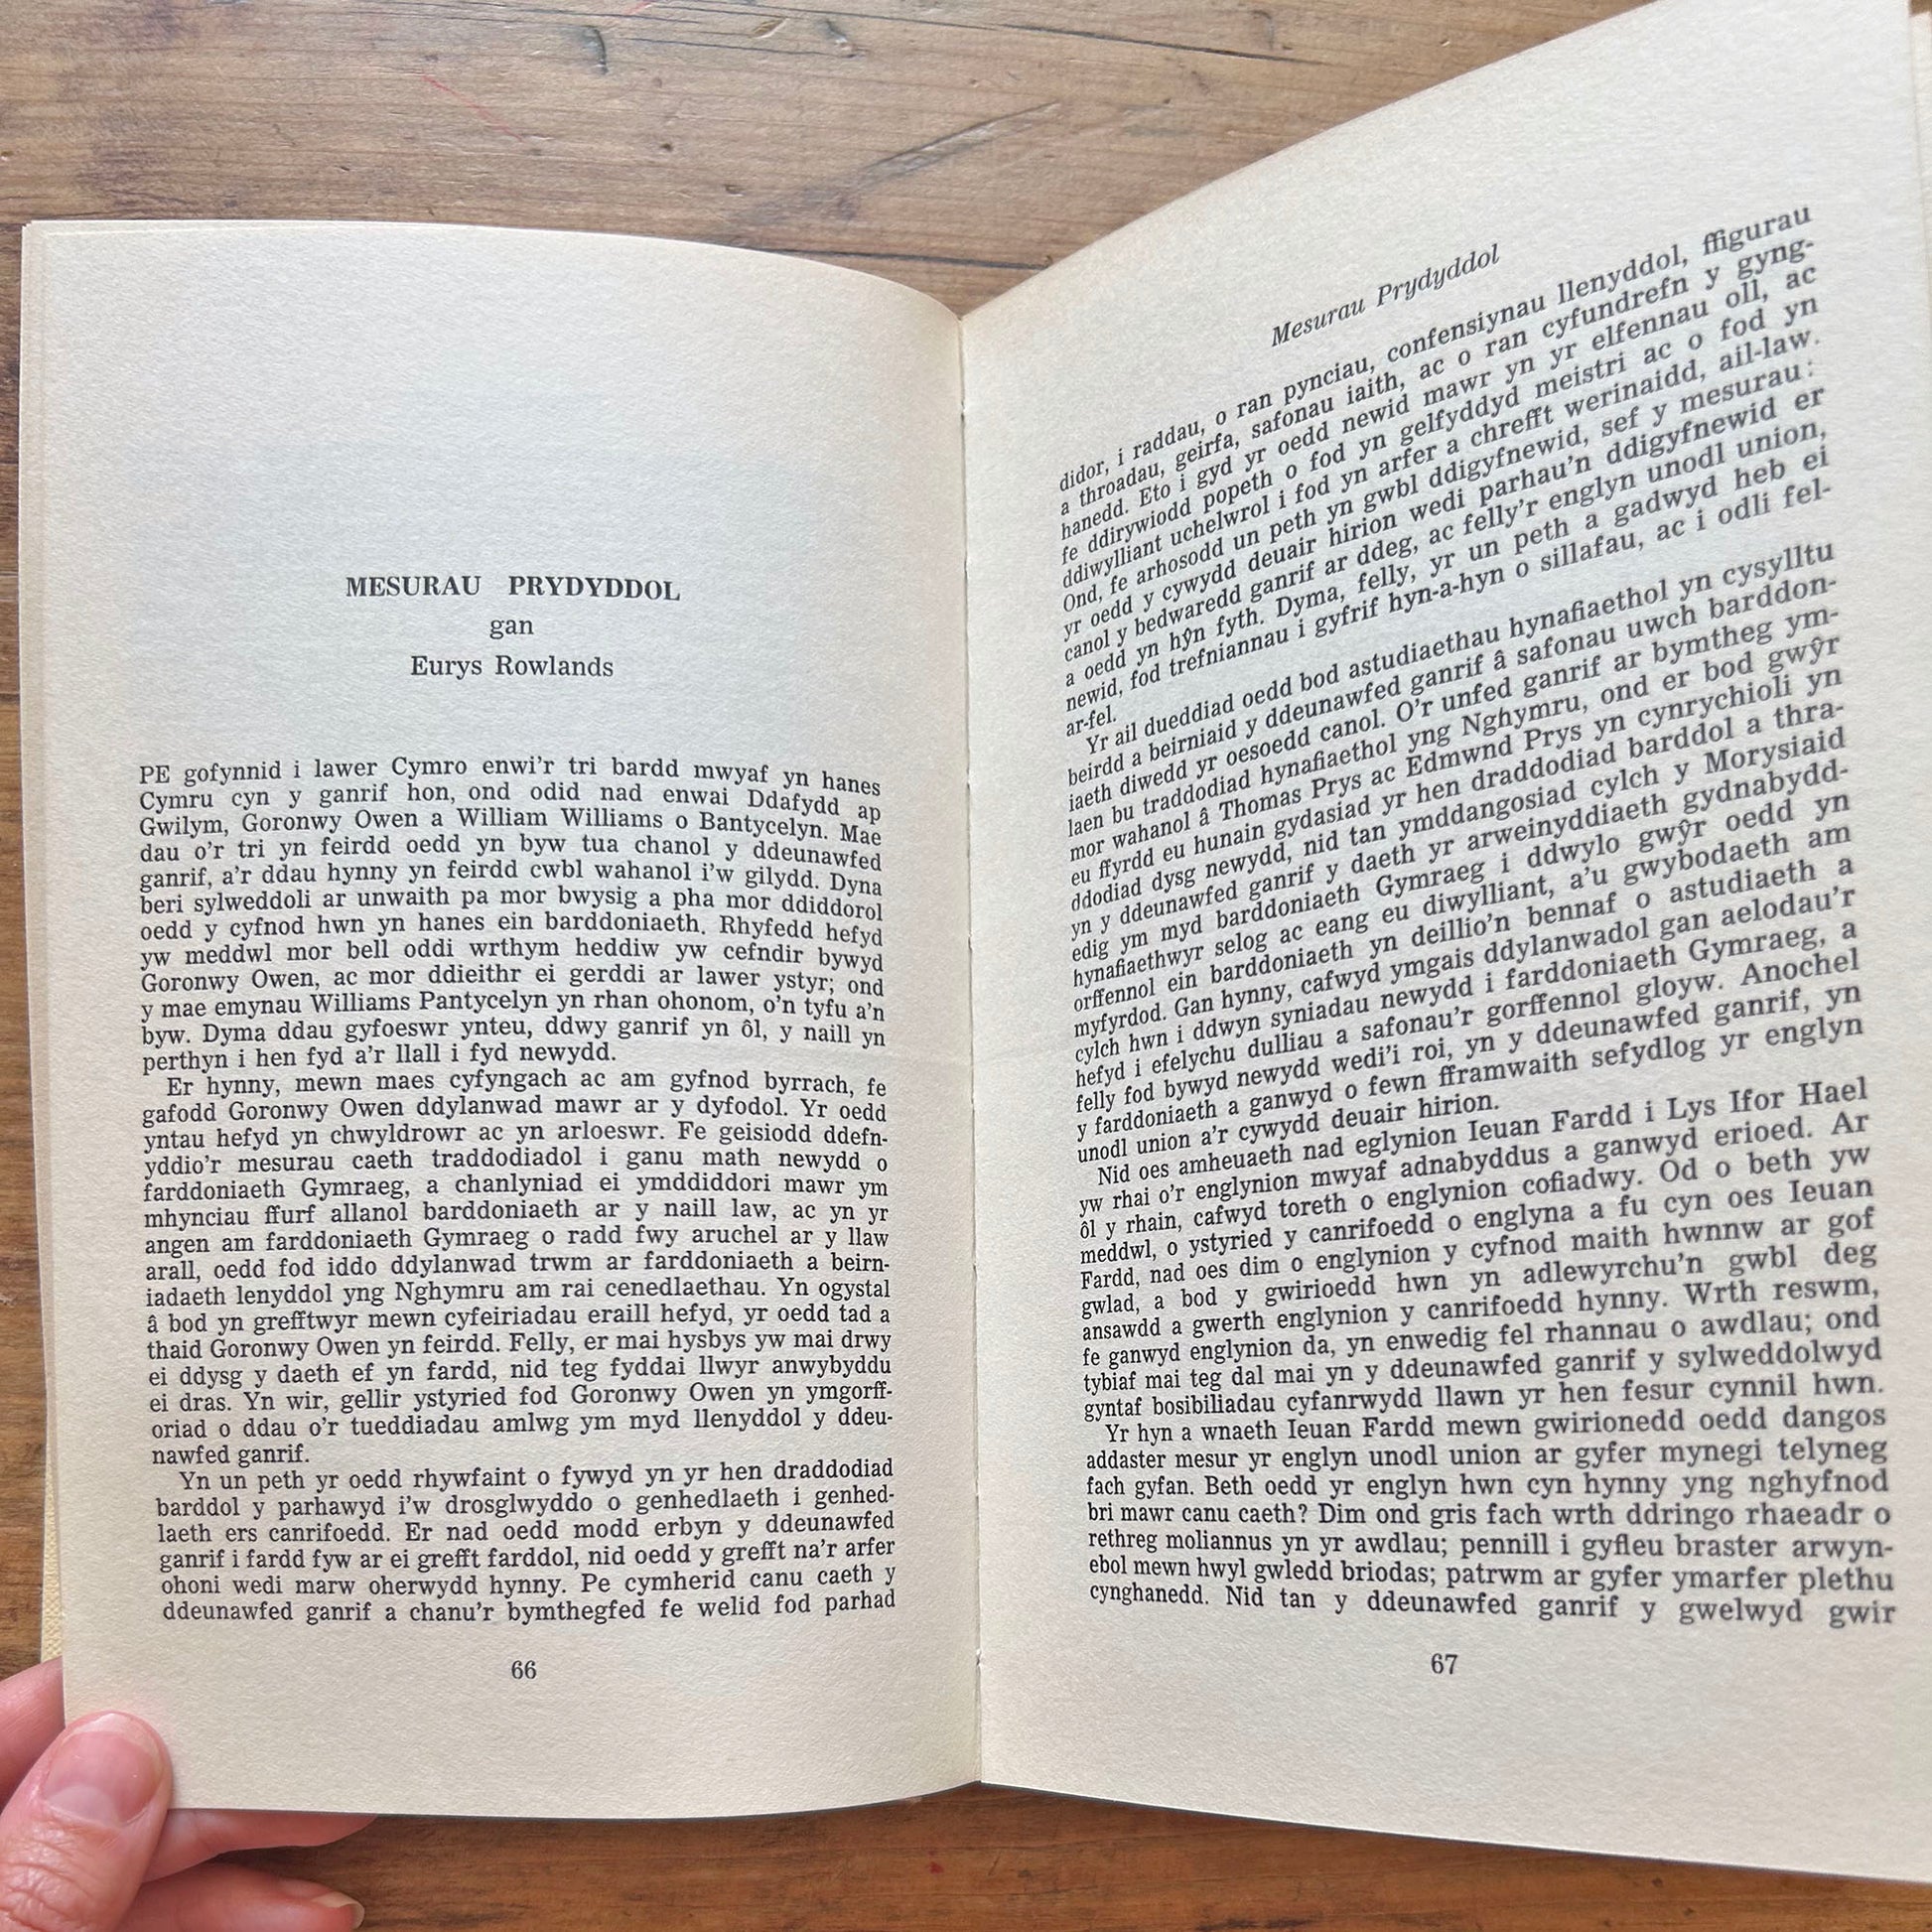 MESURAU PRYDYDDOL
gan
Eurys Rowlands
PE gofynnid i lawer Cymro enwi'r tri bardd mwyaf yn hanes
Cymru cyn y ganrif hon, ond odid nad enwai Ddafydd ap
Gwilym, Goronwy Owen a William Williams o Bantycelyn. Mae
dau o'r tri yn feirdd oedd yn byw tua chanol y ddeunawfed
ganrif, a'r ddau hynny yn feirdd cwbl wahanol i'w gilydd. Dyna
beri sylweddoli ar unwaith pa mor bwysig a pha mor ddiddorol
oedd y cyfnod hwn yn hanes ein barddoniaeth. Rhyfedd hefyd
yw meddwl mor bell oddi wrthym heddiw yw cefndir bywyd
Goronwy Owen, ac mor ddieithr ei gerddi ar lawer ystyr; ond
y mae emynau Williams Pantycelyn yn rhan ohonom, o'n tyfu a'n
byw. Dyma ddau gyfoeswr ynteu, ddwy ganrif yn ôl, y naill yn
perthyn i hen fyd a'r llall i fyd newydd.
Er hynny, mewn maes cyfyngach ac am gyfnod byrrach, fe
gafodd Goronwy Owen ddylanwad mawr ar y dyfodol. Yr oedd
yntau hefyd yn chwyldrowr ac yn arloeswr. Fe geisiodd ddefn-
yddio'r mesurau caeth traddodiadol i ganu math newydd o
farddoniaeth Gymraeg, a chanlyniad ei ymddiddori mawr ym
mhynciau ffurf allanol barddoniaeth ar y naill law, ac yn yr
angen am farddoniaeth Gymraeg o radd fwy aruchel ar y llaw
arall, oedd fod iddo ddylanwad trwm ar farddoniaeth a beirn-
iadaeth lenyddol yng Nghymru am rai cenedlaethau. Yn ogystal
â bod yn grefftwyr mewn cyfeiriadau eraill hefyd, yr oedd tad a
thaid Goronwy Owen yn feirdd. Felly, er mai hysbys yw mai drwy
ei ddysg y daeth ef yn fardd, nid teg fyddai llwyr anwybyddu
ei dras. Yn wir, gellir ystyried fod Goronwy Owen yn ymgorff-
oriad o ddau o'r tueddiadau amlwg ym myd llenyddol y ddeu-
nawfed ganrif.
Yn un peth yr oedd rhywfaint o fywyd yn yr hen draddodiad
barddol y parhawyd i'w drosglwyddo o genhedlaeth i genhed-
laeth ers canrifoedd. Er nad oedd modd erbyn y ddeunawfed
ganrif i fardd fyw ar ei grefft farddol, nid oedd y grefft na'r arfer
ohoni wedi marw oherwydd hynny. Pe cymherid canu caeth y
ddeunawfed ganrif a chanu'r bymthegfed fe welid fod parhad
66
Mesurau Prydyddol
didor, i raddau, o ran pynciau, confensiynau llenyddol, ffigurau
a throadau, geirfa, safonau iaith, ac o ran cyfundrefn y gyng-
hanedd. Eto i gyd yr oedd newid mawr yn yr elfennau oll, ac
fe ddirywiodd popeth o fod yn gelfyddyd meistri ac o fod yn
ddiwylliant uchelwrol i fod yn arfer a chrefft werinaidd, ail-law.
Ond, fe arhosodd un peth yn gwbl ddigyfnewid, sef y mesurau:
yr oedd y cywydd deuair hirion wedi parhau'n ddigyfnewid er
canol y bedwaredd ganrif ar ddeg, ac felly'r englyn unodl union,
a oedd yn hŷn fyth. Dyma, felly, yr un peth a gadwyd heb ei
newid, fod trefniannau i gyfrif hyn-a-hyn o sillafau, ac i odli fel-
ar-fel.
Yr ail dueddiad oedd bod astudiaethau hynafiaethol yn cysylltu
beirdd a beirniaid y ddeunawfed ganrif â safonau uwch barddon-
iaeth diwedd yr oesoedd canol. O'r unfed ganrif ar bymtheg ym-
laen bu traddodiad hynafiaethol yng Nghymru, ond er bod gwŷr
mor wahanol â Thomas Prys ac Edmwnd Prys yn cynrychioli yn
eu ffyrdd eu hunain gydasiad yr hen draddodiad barddol a thra-
ddodiad dysg newydd, nid tan ymddangosiad cylch y Morysiaid
yn y ddeunawfed ganrif y daeth yr arweinyddiaeth gydnabydd-
edig ym myd barddoniaeth Gymraeg i ddwylo gwŷr oedd yn
hynafiaethwyr selog ac eang eu diwylliant, a'u gwybodaeth am
orffennol ein barddoniaeth yn deillio'n bennaf o astudiaeth a
myfyrdod. Gan hynny, cafwyd ymgais ddylanwadol gan aelodau'r
cylch hwn i ddwyn syniadau newydd i farddoniaeth Gymraeg, a
hefyd i efelychu dulliau a safonau'r gorffennol gloyw. Anochel
felly fod bywyd newydd wedi'i roi, yn y ddeunawfed ganrif, yn
y farddoniaeth a ganwyd o fewn fframwaith sefydlog yr englyn
unodl union a'r cywydd deuair hirion.
Nid oes amheuaeth nad eglynion Ieuan Fardd i Lys Ifor Hael
yw rhai o'r englynion mwyaf adnabyddus a ganwyd erioed. Ar
ôl y rhain, cafwyd toreth o englynion cofiadwy. Od o beth yw
meddwl, o ystyried y canrifoedd o englyna a fu cyn oes Ieuan
Fardd, nad oes dim o englynion y cyfnod maith hwnnw ar gof
gwlad, a bod y gwirioedd hwn yn adlewyrchu'n gwbl deg
ansawdd a gwerth englynion y canrifoedd hynny. Wrth reswm,
fe ganwyd englynion da, yn enwedig fel rhannau o awdlau; ond
tybiaf mai teg dal mai yn y ddeunawfed ganrif y sylweddolwyd
gyntaf bosibiliadau cyfanrwydd llawn yr hen fesur cynnil hwn.
Yr hyn a wnaeth Ieuan Fardd mewn gwirionedd oedd dangos
addaster mesur yr englyn unodl union ar gyfer mynegi telyneg
fach gyfan. Beth oedd yr englyn hwn cyn hynny yng nghyfnod
bri mawr canu caeth? Dim ond gris fach wrth ddringo rhaeadr o
rethreg moliannus yn yr awdlau; pennill i gyfleu braster arwyn-
ebol mewn hwyl gwledd briodas; patrwm ar gyfer ymarfer plethu
cynghanedd. Nid tan y ddeunawfed ganrif y gwelwyd gwir
67